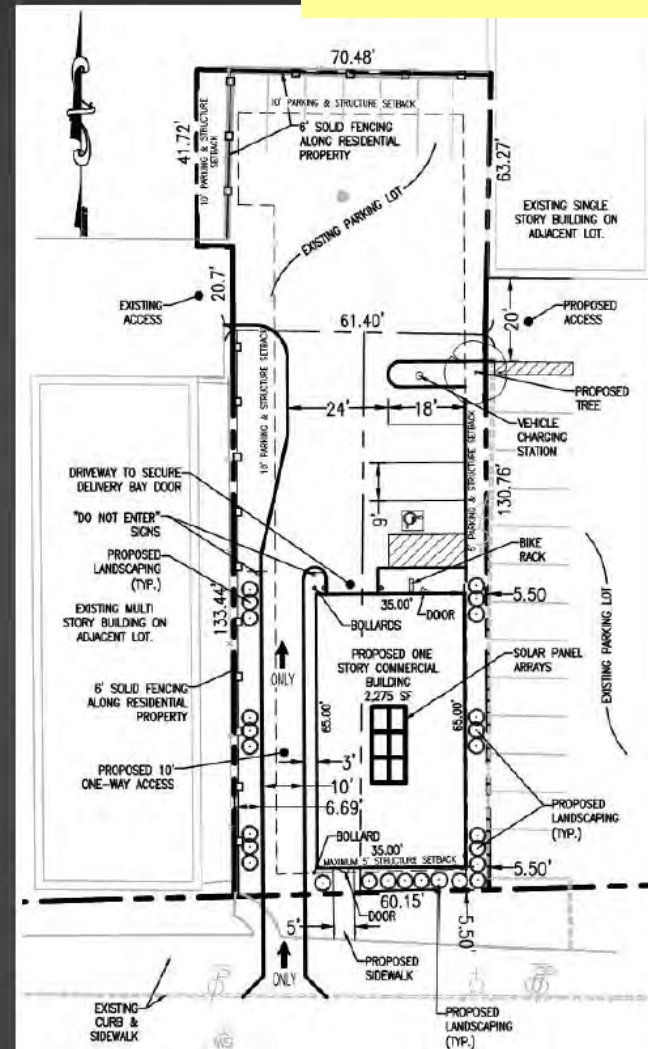 70.48'
10' PARKING & STRUCTURE SETBACK
6' SOLID FENCING
ALONG RESIDENTIAL
PROPERTY
41.72'
10' PARKING & STRUCTURE
SETBACK
63.27'
EXISTING PARKING LOT
EXISTING SINGLE
STORY BUILDING ON
ADJACENT LOT.
EXISTING
ACCESS
20.7'
61.40'
20'
PROPOSED
ACCESS
10' PARKING & STRUCTURE SETBACK
24'
18'
PROPOSED
TREE
VEHICLE
CHARGING
STATION
DRIVEWAY TO SECURE
DELIVERY BAY DOOR
9'
5' PARKING & STRUCTURE SETBACK
130.76'
"DO NOT ENTER"
SIGNS
BIKE
RACK
PROPOSED
LANDSCAPING
(TYP.)
35.00'
DOOR
5.50
BOLLARDS
EXISTING MULTI
STORY BUILDING ON
ADJACENT LOT.
133.44'
ONLY
PROPOSED ONE
STORY COMMERCIAL
BUILDING
2,275 SF
SOLAR PANEL
ARRAYS
EXISTING PARKING LOT
6' SOLID FENCING
ALONG RESIDENTIAL
PROPERTY
65.00'
65.00'
PROPOSED 10'
ONE-WAY ACCESS
3'
10'
6.69'
PROPOSED
LANDSCAPING
(TYP.)
BOLLARD
35.00'
MAXIMUM 5' STRUCTURE SETBACK
5.50'
60.15'
DOOR
5'
5.50'
ONLY
PROPOSED
SIDEWALK
EXISTING
CURB &
SIDEWALK
PROPOSED
LANDSCAPING
(TYP.)